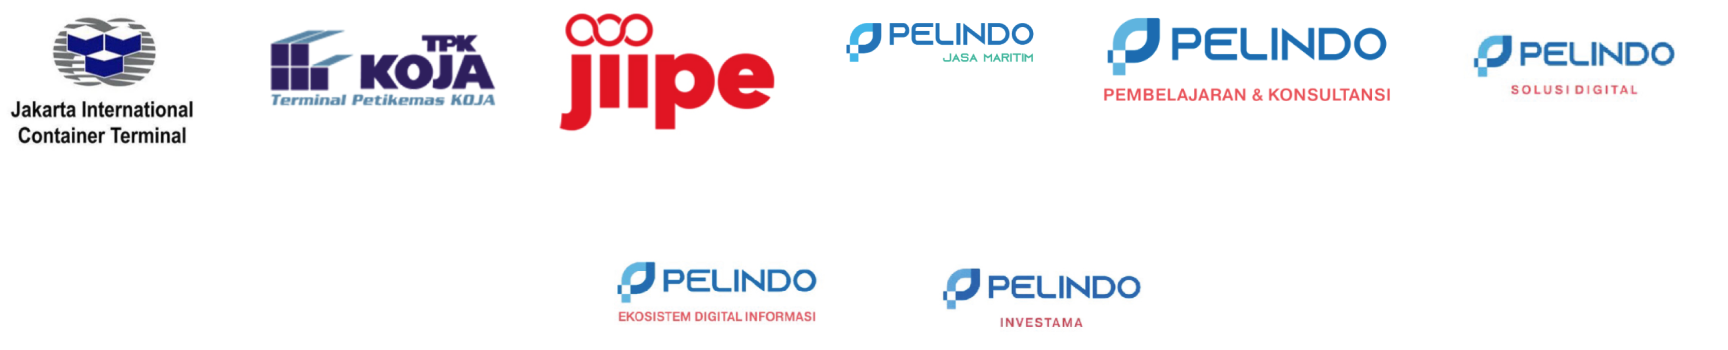 Jakarta International
Container Terminal
TPK
KOJA
Terminal Petikemas KOJA
jiipe
PELINDO
JASA MARITIM
PELINDO
PEMBELAJARAN & KONSULTANSI
PELINDO
SOLUSI DIGITAL
PELINDO
EKOSISTEM DIGITAL INFORMASI
PELINDO
INVESTAMA